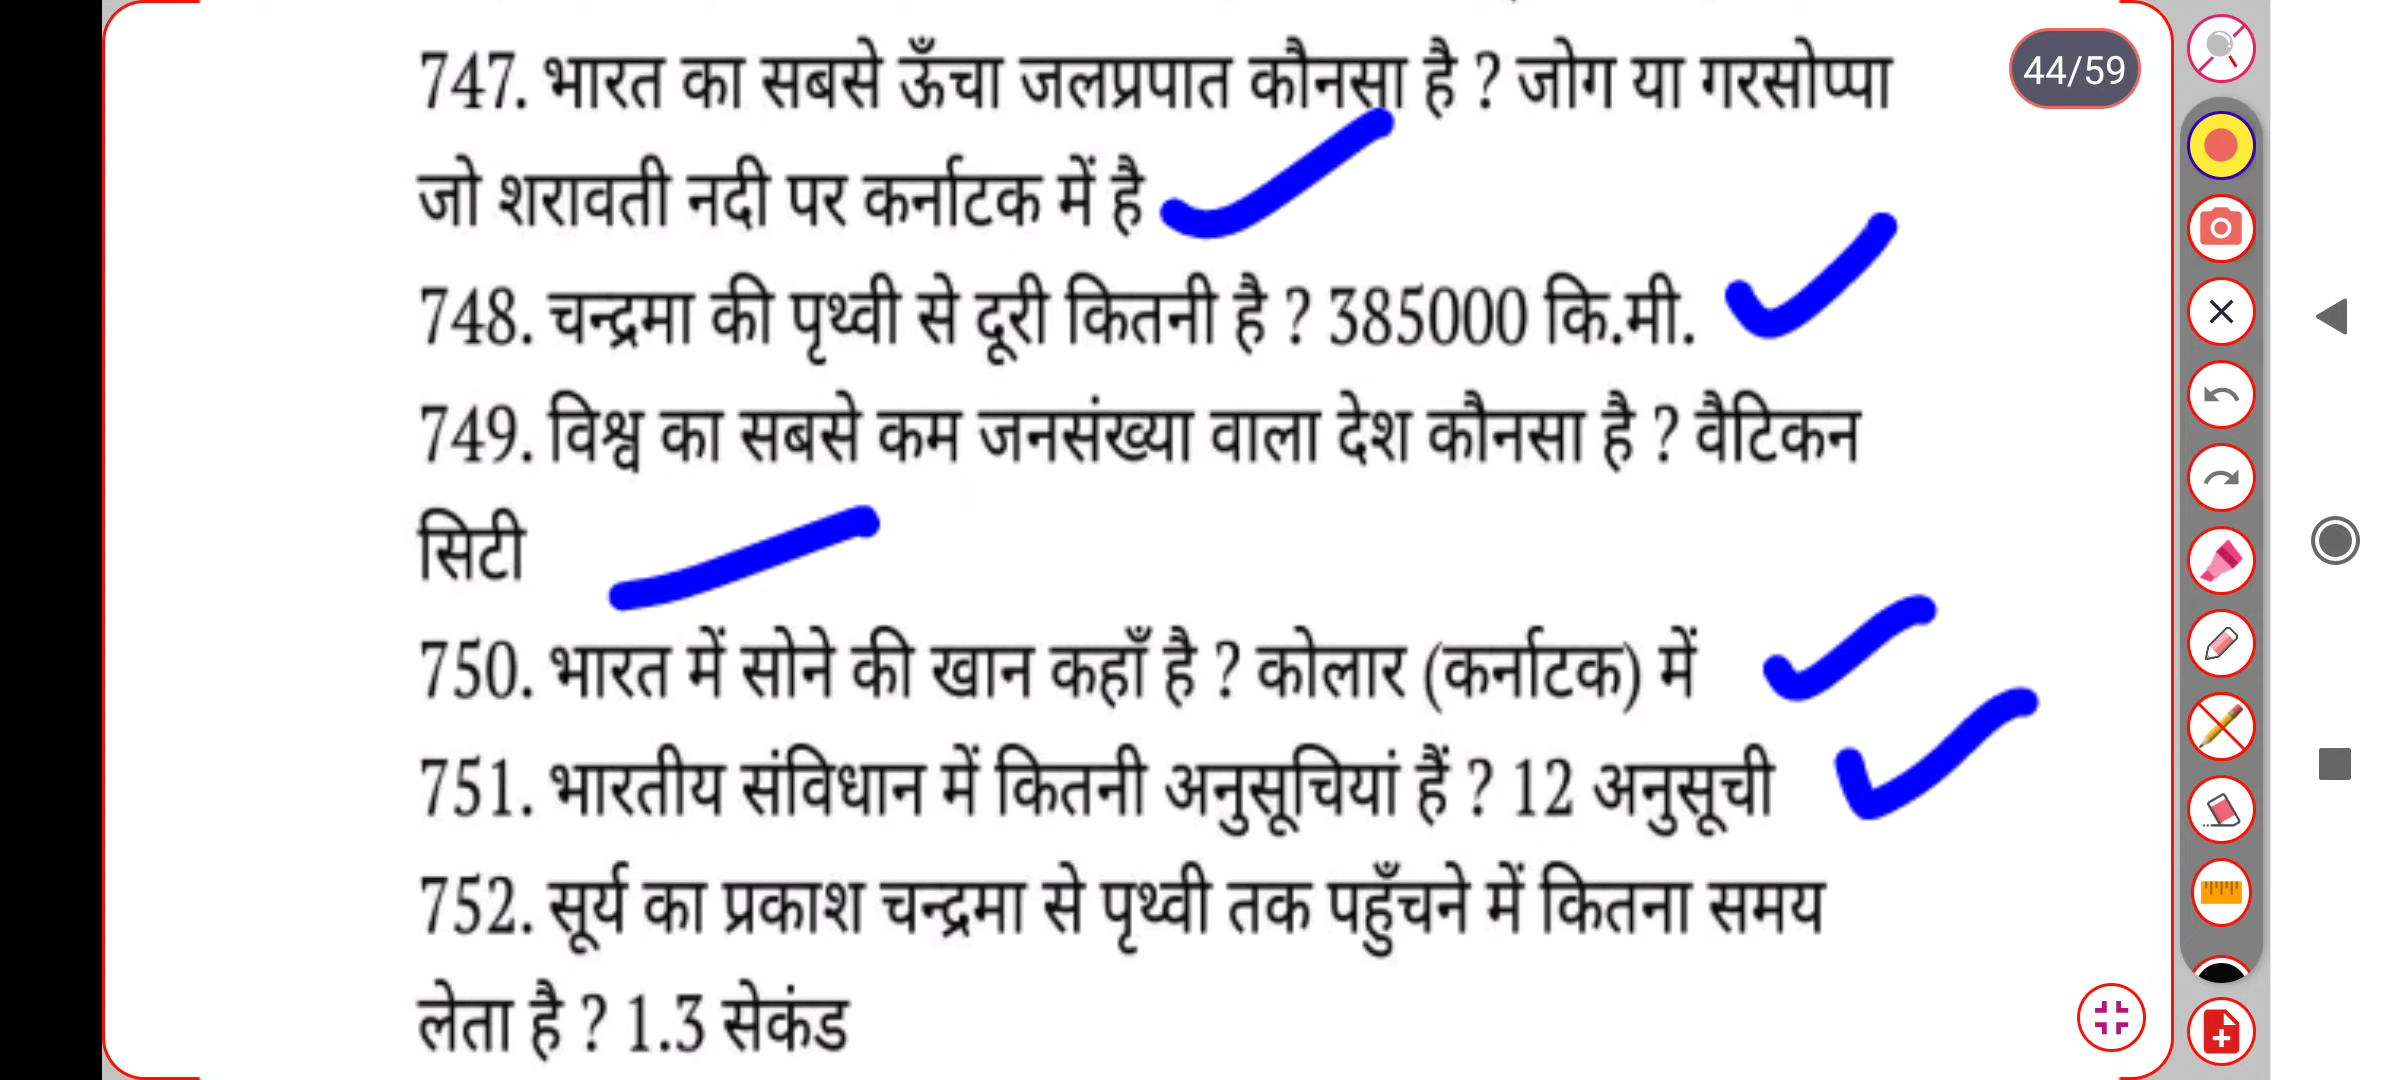 747. भारत का सबसे ऊँचा जलप्रपात कौनसा है ? जोग या गरसोप्पा
44/59
जो शरावती नदी पर कर्नाटक में है
748. चन्द्रमा की पृथ्वी से दूरी कितनी है ? 385000 कि.मी.
749. विश्व का सबसे कम जनसंख्या वाला देश कौनसा है ? वैटिकन
सिटी
750. भारत में सोने की खान कहाँ है ? कोलार (कर्नाटक) में
751. भारतीय संविधान में कितनी अनुसूचियां हैं ? 12 अनुसूची
752. सूर्य का प्रकाश चन्द्रमा से पृथ्वी तक पहुँचने में कितना समय
लेता है ? 1.3 सेकंड